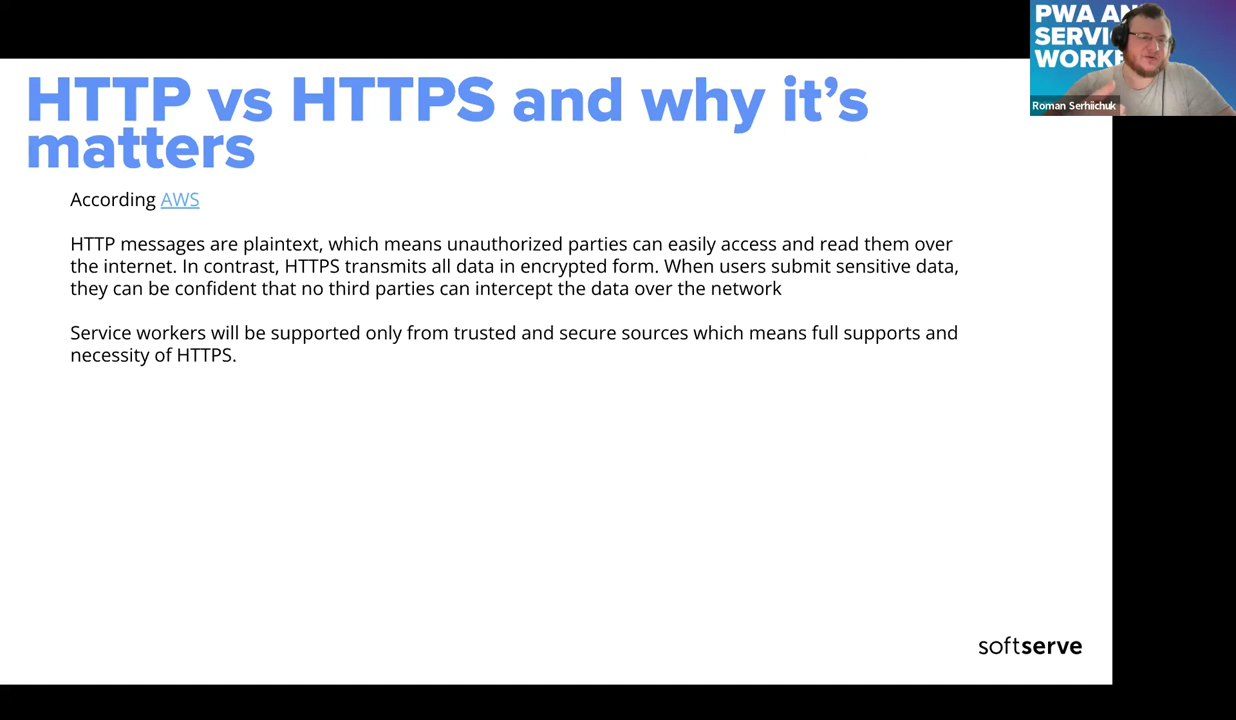 HTTP vs HTTPS and why it's
matters
According AWS
HTTP messages are plaintext, which means unauthorized parties can easily access and read them over
the internet. In contrast, HTTPS transmits all data in encrypted form. When users submit sensitive data,
they can be confident that no third parties can intercept the data over the network
Service workers will be supported only from trusted and secure sources which means full supports and
necessity of HTTPS.
softserve
PWA AN
SERVIC
WORKE
Roman Serhiichuk